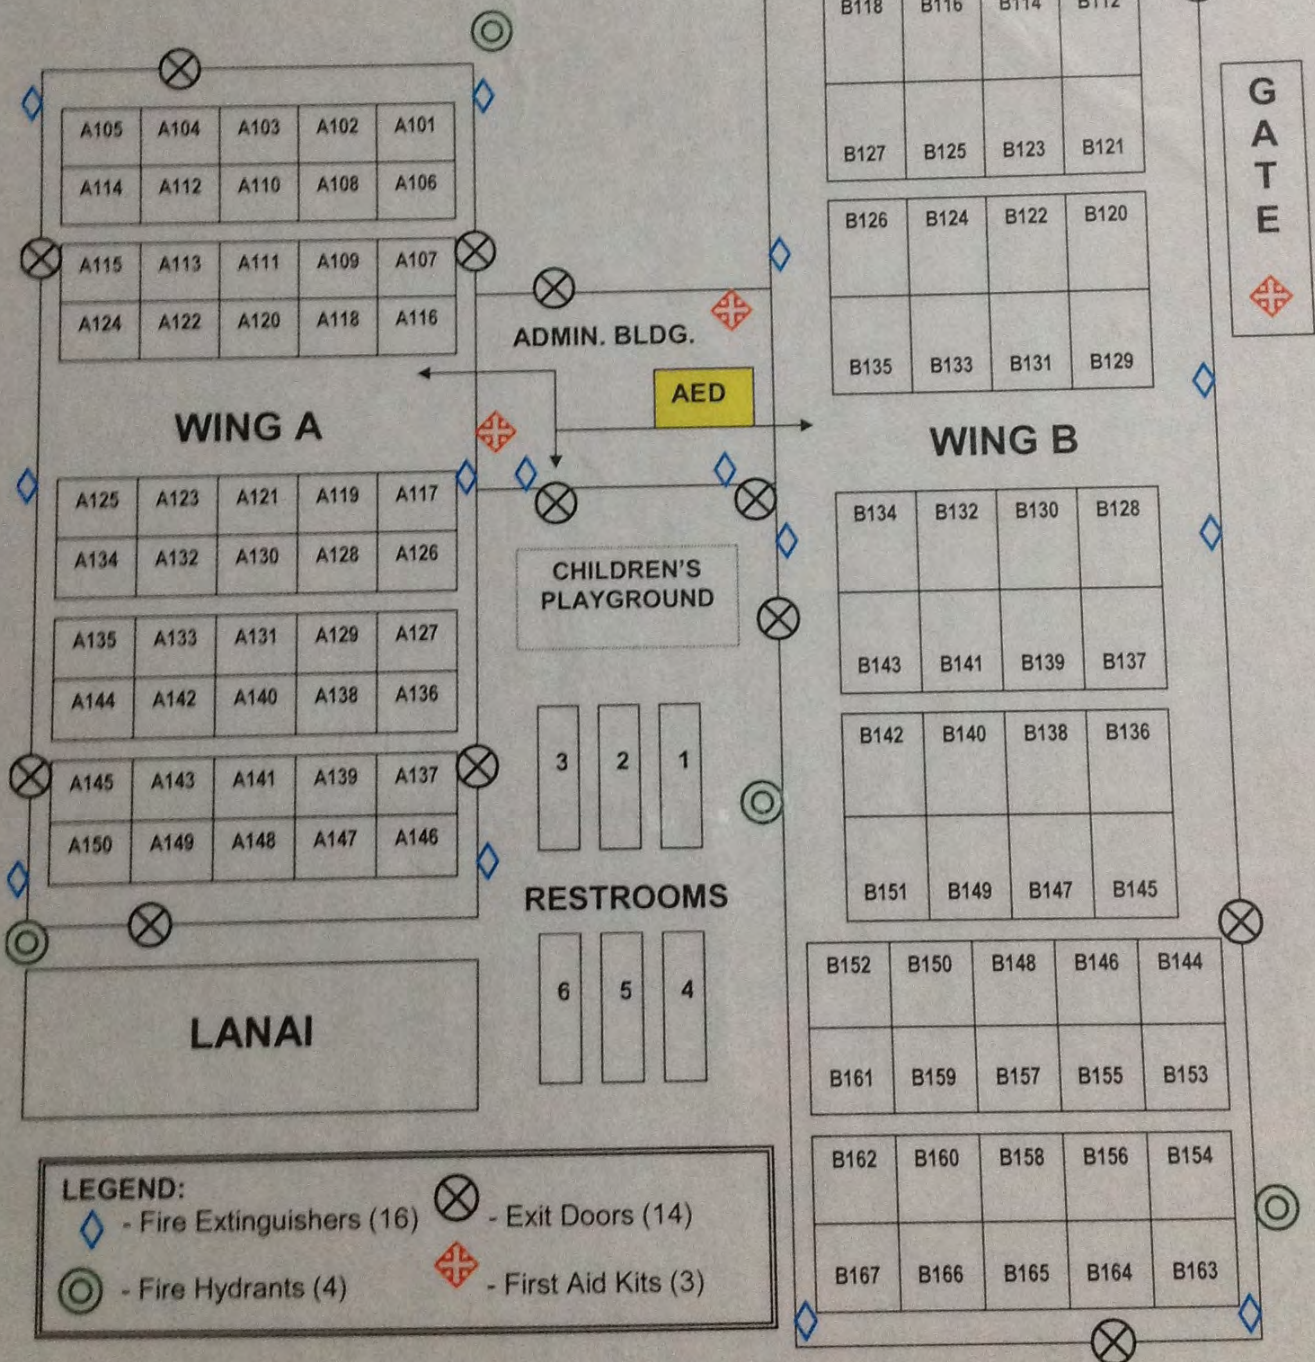 B118 B116 B114 B112
B127 B125 B123 B121
GATE
A105 A104 A103 A102 A101
A114 A112 A110 A108 A106
A115 A113 A111 A109 A107
A124 A122 A120 A118 A116
B126 B124 B122 B120
B135 B133 B131 B129
ADMIN. BLDG.
AED
WING A
WING B
A125 A123 A121 A119 A117
A134 A132 A130 A128 A126
A135 A133 A131 A129 A127
A144 A142 A140 A138 A136
A145 A143 A141 A139 A137
A150 A149 A148 A147 A146
CHILDREN'S
PLAYGROUND
3 2 1
RESTROOMS
6 5 4
B134 B132 B130 B128
B143 B141 B139 B137
B142 B140 B138 B136
B151 B149 B147 B145
B152 B150 B148 B146 B144
B161 B159 B157 B155 B153
B162 B160 B158 B156 B154
B167 B166 B165 B164 B163
LANAI
LEGEND:
- Fire Extinguishers (16)
- Exit Doors (14)
- Fire Hydrants (4)
- First Aid Kits (3)